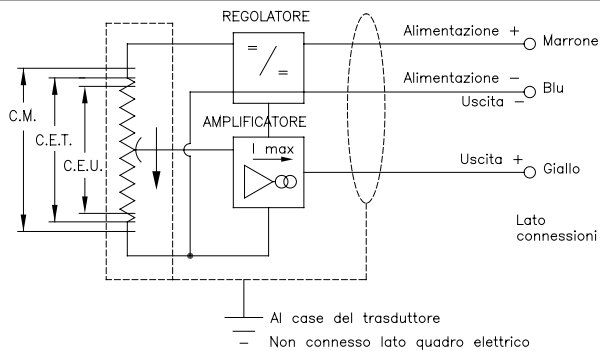 REGOLATORE
Alimentazione +
Marrone
= / =
Alimentazione -
Blu
Uscita -
C.M.
C.E.T.
C.E.U.
AMPLIFICATORE
I max
Uscita +
Giallo
Lato
connessioni
Al case del trasduttore
Non connesso lato quadro elettrico